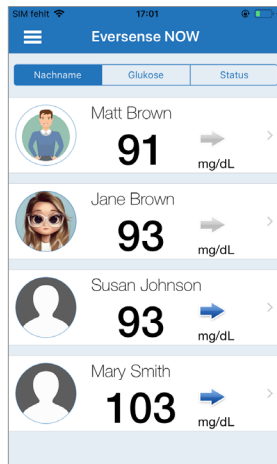 SIM fehlt 17:01
Eversense NOW
Nachname Glukose Status
Matt Brown
91
mg/dL
Jane Brown
93
mg/dL
Susan Johnson
93
mg/dL
Mary Smith
103
mg/dL